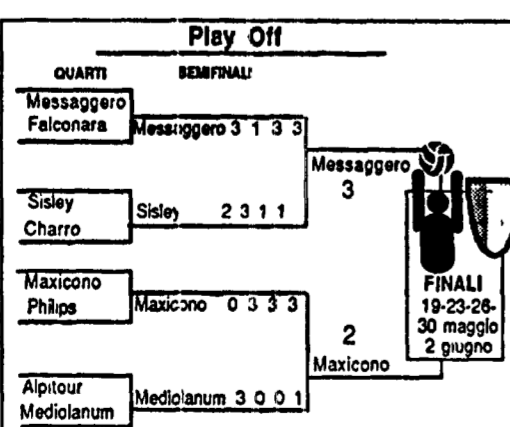 Play Off
QUARTI SEMIFINALI
Messaggero
Falconara
Messaggero 3 1 3 3
Messaggero
3
Sisley
Charro
Sisley 2 3 1 1
Maxicono
Philips
Maxicono 0 3 3 3
FINALI
19-23-26-
30 maggio
2 giugno
2
Maxicono
Alpitour
Mediolanum
Mediolanum 3 0 0 1